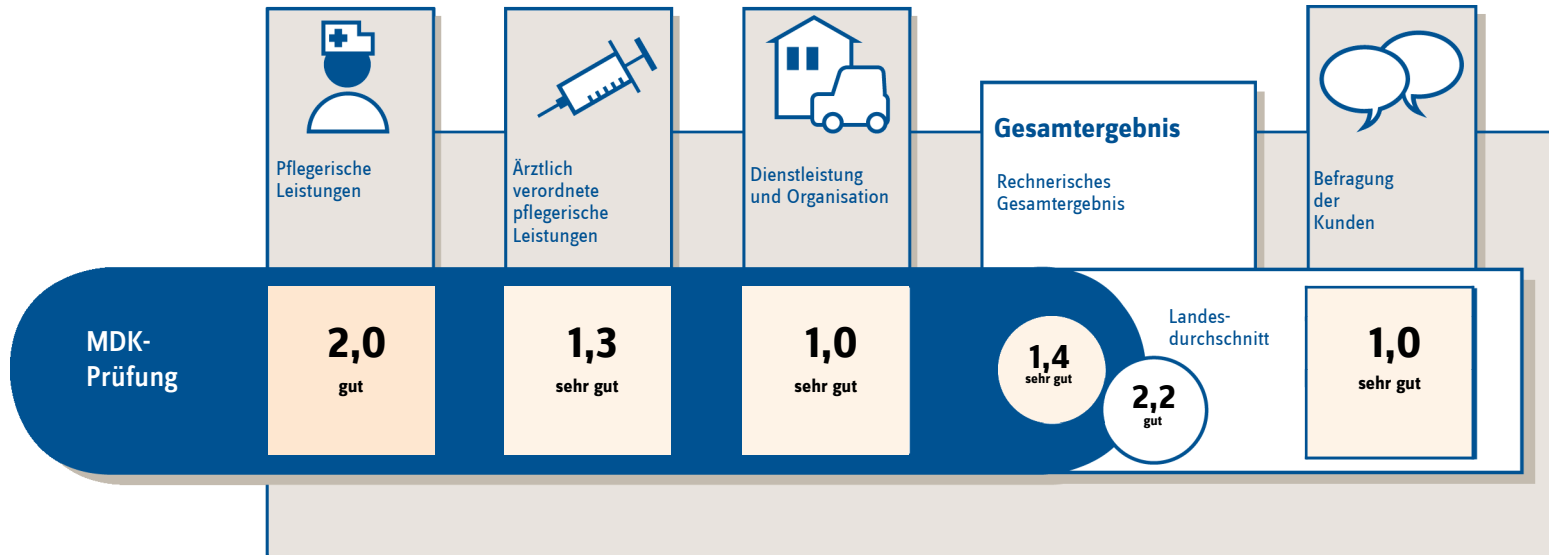 Pflegerische
Leistungen
Ärztlich
verordnete
pflegerische
Leistungen
Dienstleistung
und Organisation
Gesamtergebnis
Rechnerisches
Gesamtergebnis
Befragung
der
Kunden
MDK-
Prüfung
2,0
gut
1,3
sehr gut
1,0
sehr gut
1,4
sehr gut
Landes-
durchschnitt
2,2
gut
1,0
sehr gut